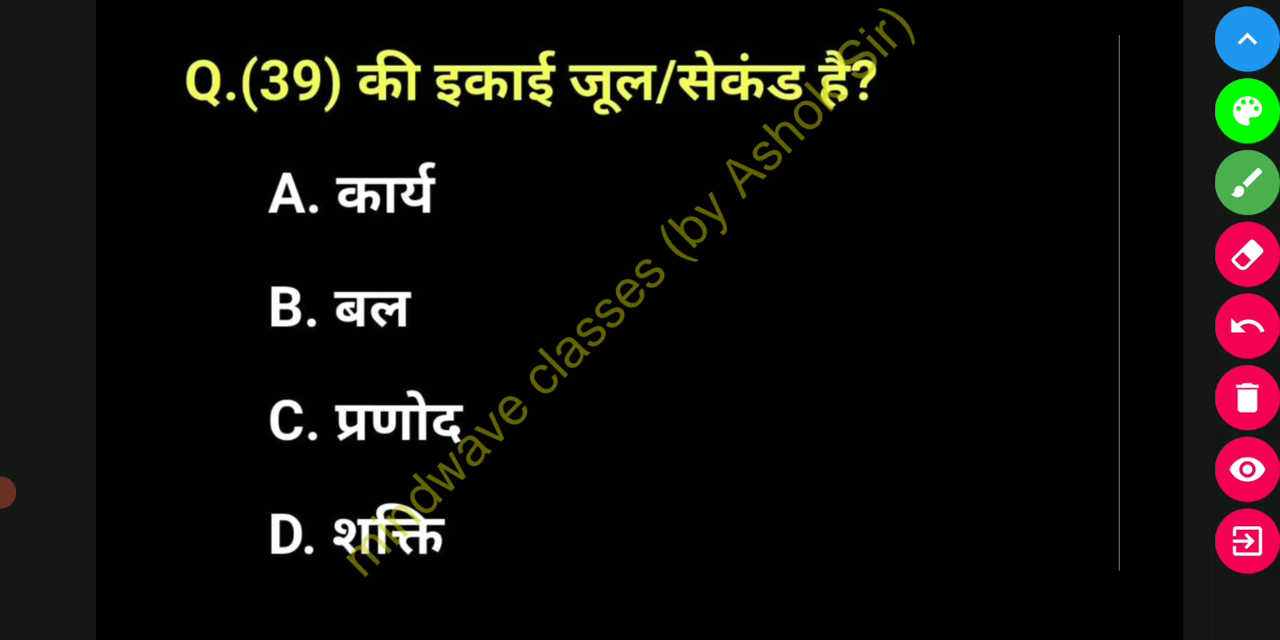 Q.(39) की इकाई जूल/सेकंड है?
A. कार्य
B. बल
C. प्रणोद
D. शक्ति
mindwave classes (by Ashok Sir)